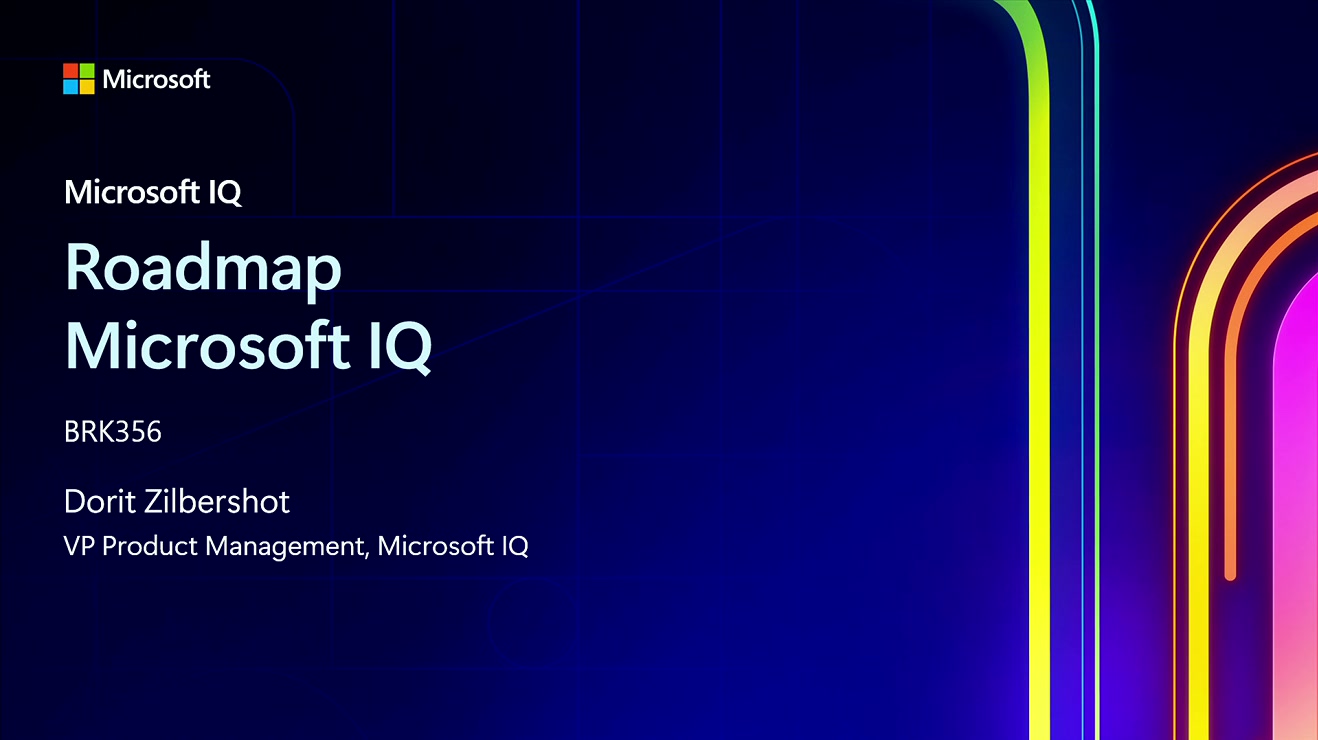 Microsoft
Microsoft IQ
Roadmap
Microsoft IQ
BRK356
Dorit Zilbershot
VP Product Management, Microsoft IQ